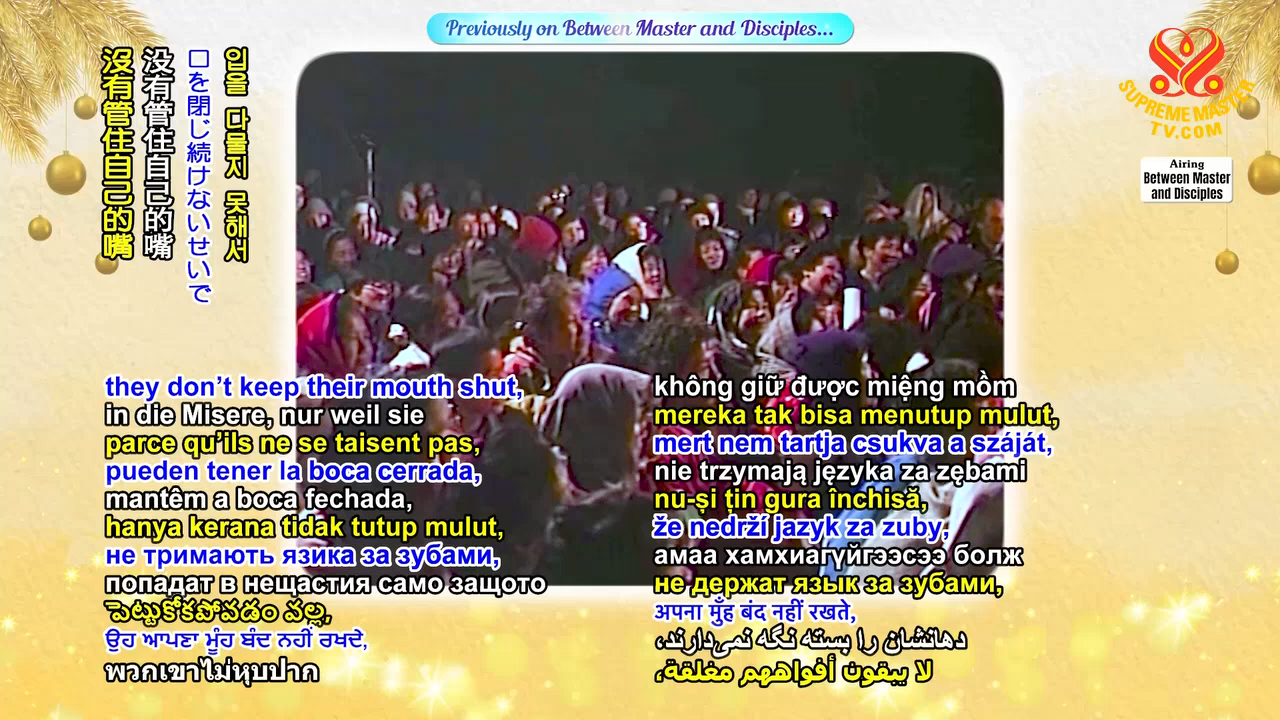 Previously on Between Master and Disciples...
SUPREME MASTER
TV.COM
Airing
Between Master
and Disciples
입을 다물지 못해서
口を閉じ続けないせいで
没有管住自己的嘴
沒有管住自己的嘴
they don’t keep their mouth shut,
in die Misere, nur weil sie
parce qu’ils ne se taisent pas,
pueden tener la boca cerrada,
mantêm a boca fechada,
hanya kerana tidak tutup mulut,
не тримають язика за зубами,
попадат в нещастия само защото
పెట్టుకోకపోవడం వల్ల,
ਉਹ ਆਪਣਾ ਮੂੰਹ ਬੰਦ ਨਹੀਂ ਰਖਦੇ,
พวกเขาไม่หุบปาก
không giữ được miệng mồm
mereka tak bisa menutup mulut,
mert nem tartja csukva a száját,
nie trzymają języka za zębami
nu-și țin gura închisă,
že nedrží jazyk za zuby,
амаа хамхиагүйгээсээ болж
не держат язык за зубами,
अपना मुँह बंद नहीं रखते,
دهانشان را بسته نگه نمی‌دارند،
لا يبقون أفواههم مغلقة،